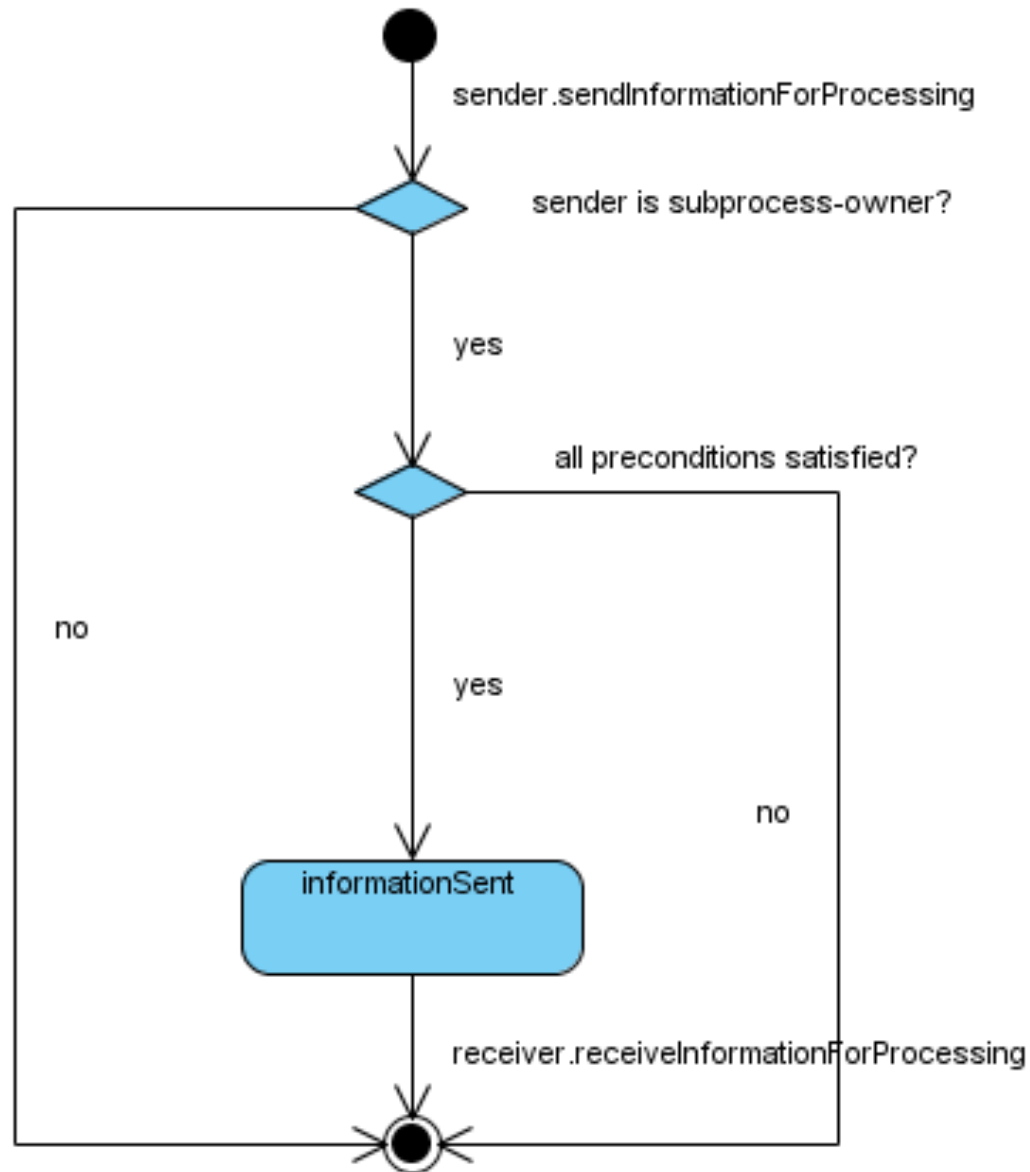 sender.sendInformationForProcessing
sender is subprocess-owner?
yes
all preconditions satisfied?
no
yes
no
informationSent
receiver.receiveInformationForProcessing